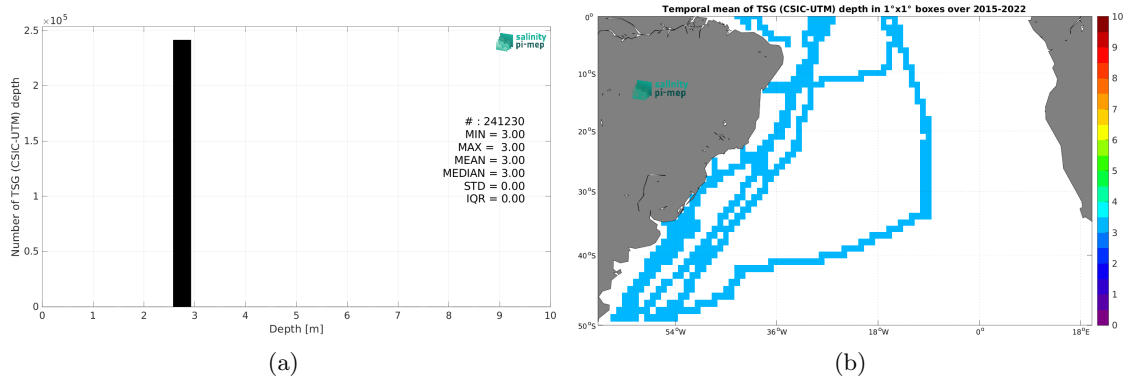 ×10^5
2.5
2
1.5
1
0.5
0
0 1 2 3 4 5 6 7 8 9 10
Number of TSG (CSIC-UTM) depth
Depth [m]
salinity
pi-mep
# : 241230
MIN = 3.00
MAX = 3.00
MEAN = 3.00
MEDIAN = 3.00
STD = 0.00
IQR = 0.00
(a)
Temporal mean of TSG (CSIC-UTM) depth in 1°x1° boxes over 2015-2022
0°
10°S
20°S
30°S
40°S
50°S
54°W 36°W 18°W 0° 18°E
salinity
pi-mep
10
9
8
7
6
5
4
3
2
1
0
(b)